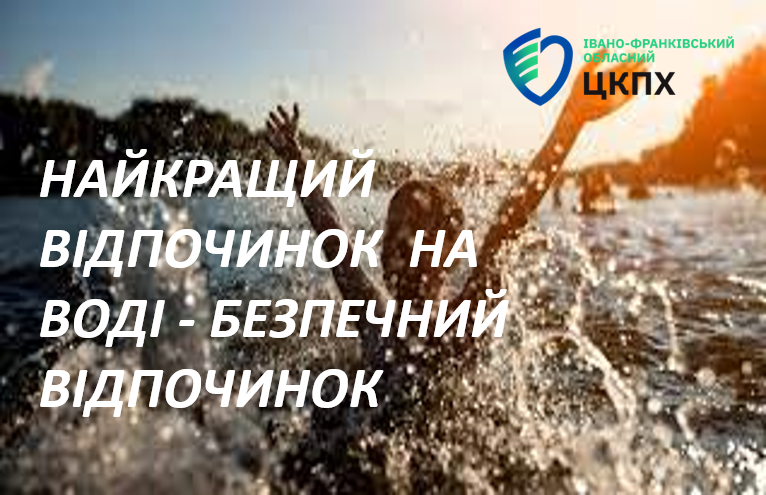 ІВАНО-ФРАНКІВСЬКИЙ
ОБЛАСНИЙ
ЦКПХ
НАЙКРАЩИЙ
ВІДПОЧИНОК НА
ВОДІ - БЕЗПЕЧНИЙ
ВІДПОЧИНОК